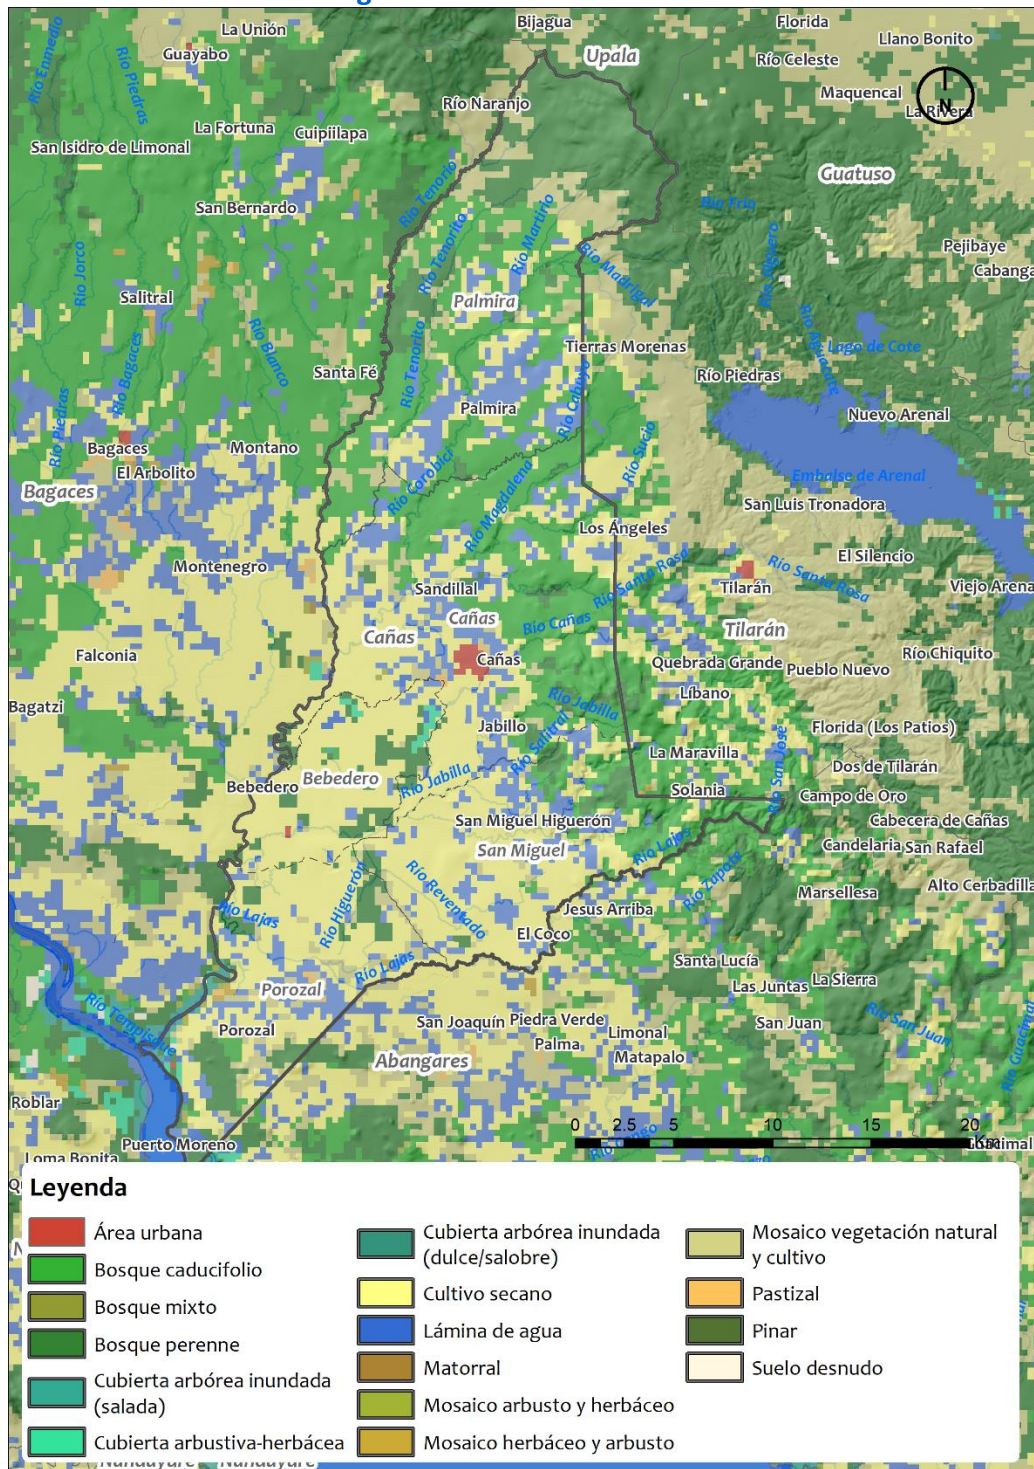 La Unión
Bijagua
Florida
Guayabo
Upala
Llano Bonito
Río Celeste
Río Enmedio
Río Piedras
Maquencal
Río Naranjo
N
La Rivera
La Fortuna
Cuipiilapa
San Isidro de Limonal
Guatuso
Río Tenorio
San Bernardo
Río Frío
Río Martirio
Río Tenorito
Pejibaye
Río Jorco
Río Madrigal
Río Niguero
Cabanga
Salitral
Palmira
Río Aguacate
Lago de Cote
Río Blanco
Tierras Morenas
Río Bagaces
Río Tenorito
Santa Fé
Río Piedras
Río Cabuyo
Palmira
Nuevo Arenal
Río Piedras
Bagaces
Montano
El Arbolito
Río Corobicí
Río Sucio
Embalse de Arenal
Bagaces
Río Magdalena
San Luis Tronadora
Los Ángeles
El Silencio
Montenegro
Río Santa Rosa
Río Santa Rosa
Sandillal
Tilarán
Viejo Arena
Cañas
Río Cañas
Cañas
Tilarán
Falconia
Cañas
Quebrada Grande
Río Chiquito
Pueblo Nuevo
Líbano
Bagatzi
Río Jabilla
Jabillo
Río Salitral
Florida (Los Patios)
La Maravilla
Río San José
Bebedero
Dos de Tilarán
Bebedero
Río Jabilla
Solania
Campo de Oro
San Miguel Higuerón
Cabecera de Cañas
San Miguel
Río Lajas
Candelaria
San Rafael
Río Zapote
Río Higuerón
Río Reventado
Marsellesa
Alto Cerbadilla
Río Lajas
Jesus Arriba
El Coco
Río Lajas
Santa Lucía
Porozal
Las Juntas
La Sierra
Río Tempisque
Porozal
San Joaquín
Piedra Verde
San Juan
Río San Juan
Limonal
Palma
Río Guacimal
Abangares
Matapalo
Roblar
0 2.5 5 10 15 20
Km
Puerto Moreno
Loma Bonita
Leyenda
Área urbana
Bosque caducifolio
Bosque mixto
Bosque perenne
Cubierta arbórea inundada
(salada)
Cubierta arbustiva-herbácea
Cubierta arbórea inundada
(dulce/salobre)
Cultivo secano
Lámina de agua
Matorral
Mosaico arbusto y herbáceo
Mosaico herbáceo y arbusto
Mosaico vegetación natural
y cultivo
Pastizal
Pinar
Suelo desnudo